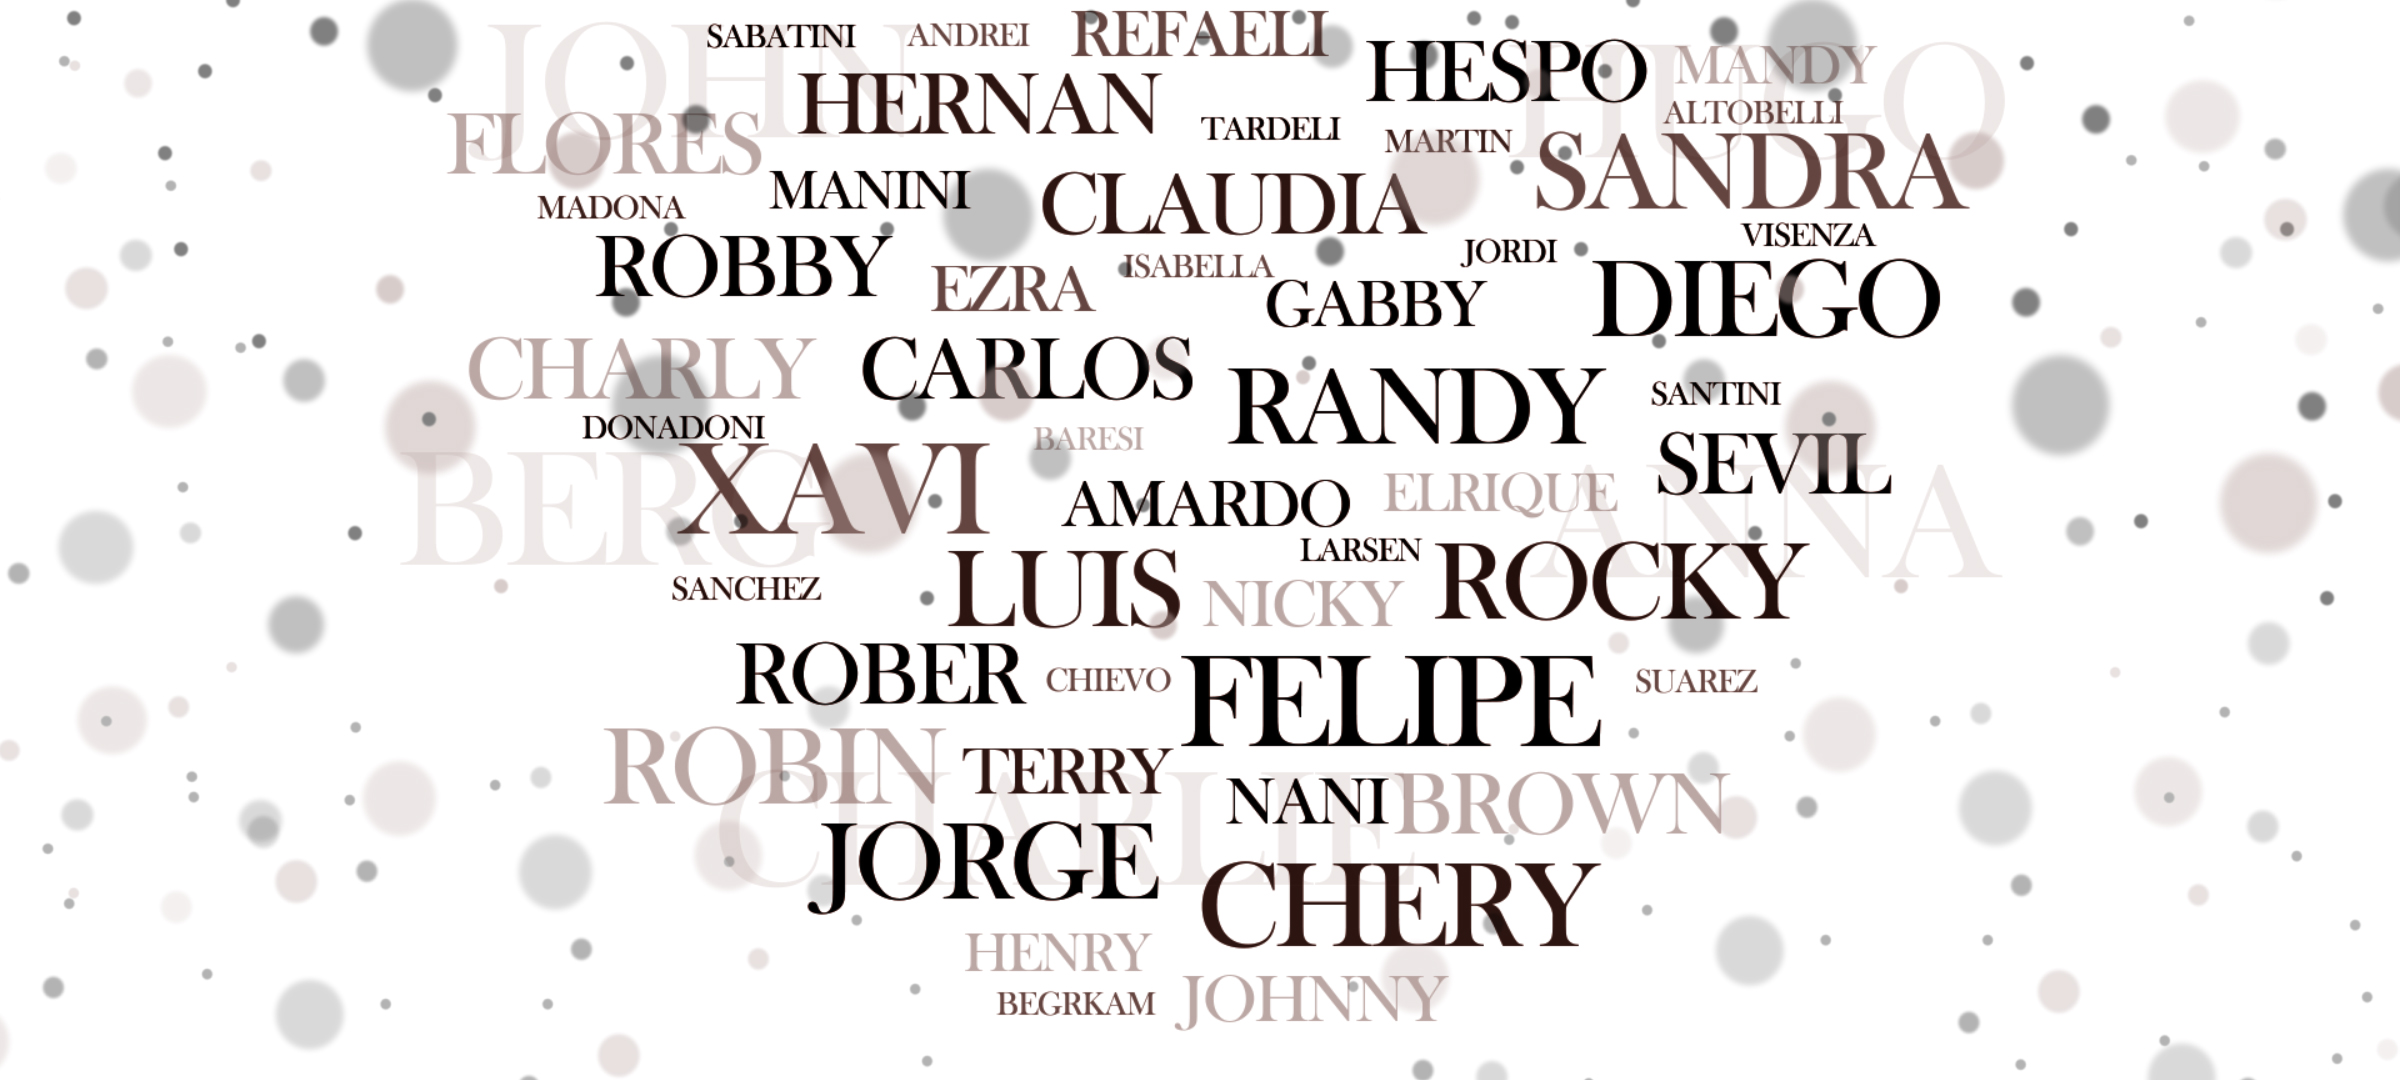 SABATINI ANDREI REFAELI
JOHN HERNAN HESPO MANDY HUGO
FLORES TARDELI MARTIN ALTOBELLI
MADONA MANINI CLAUDIA SANDRA
ROBBY EZRA ISABELLA JORDI VISENZA
GABBY DIEGO
CHARLY CARLOS RANDY SANTINI
DONADONI BARESI SEVIL
BERG XAVI AMARDO ELRIQUE ANNA
SANCHEZ LUIS NICKY LARSEN ROCKY
ROBER CHIEVO FELIPE SUAREZ
ROBIN TERRY NANI BROWN
CHARLIE
JORGE CHERY
HENRY
BEGRKAM JOHNNY